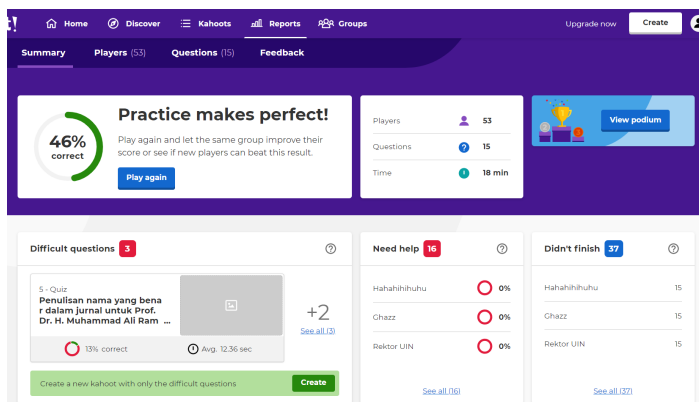 t!
Home
Discover
Kahoots
Reports
Groups
Upgrade now
Create
Summary
Players (53)
Questions (15)
Feedback
46%
correct
Practice makes perfect!
Play again and let the same group improve their
score or see if new players can beat this result.
Play again
Players 53
Questions 15
Time 18 min
View podium
Difficult questions 3
5 - Quiz
Penulisan nama yang bena
r dalam jurnal untuk Prof.
Dr. H. Muhammad Ali Ram ...
13% correct
Avg. 12.36 sec
+2
See all (3)
Create a new kahoot with only the difficult questions
Create
Need help 16
Hahahihihuhu 0%
Ghazz 0%
Rektor UIN 0%
See all (16)
Didn't finish 37
Hahahihihuhu 15
Ghazz 15
Rektor UIN 15
See all (37)